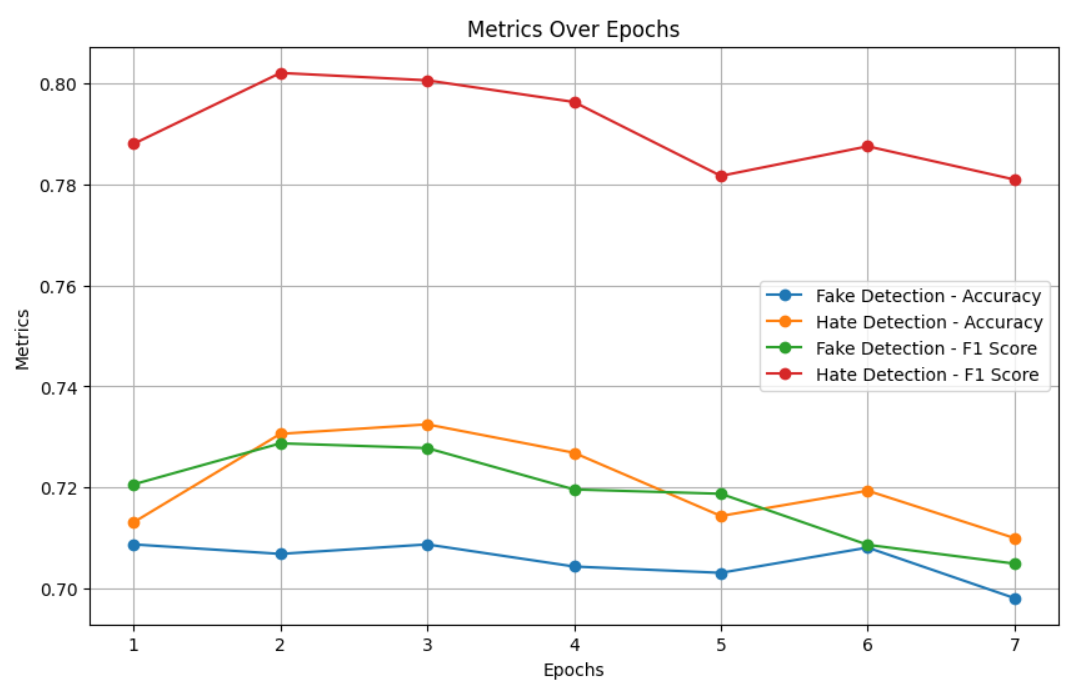 Metrics Over Epochs
0.80
0.78
0.76
0.74
0.72
0.70
Metrics
Fake Detection - Accuracy
Hate Detection - Accuracy
Fake Detection - F1 Score
Hate Detection - F1 Score
1 2 3 4 5 6 7
Epochs